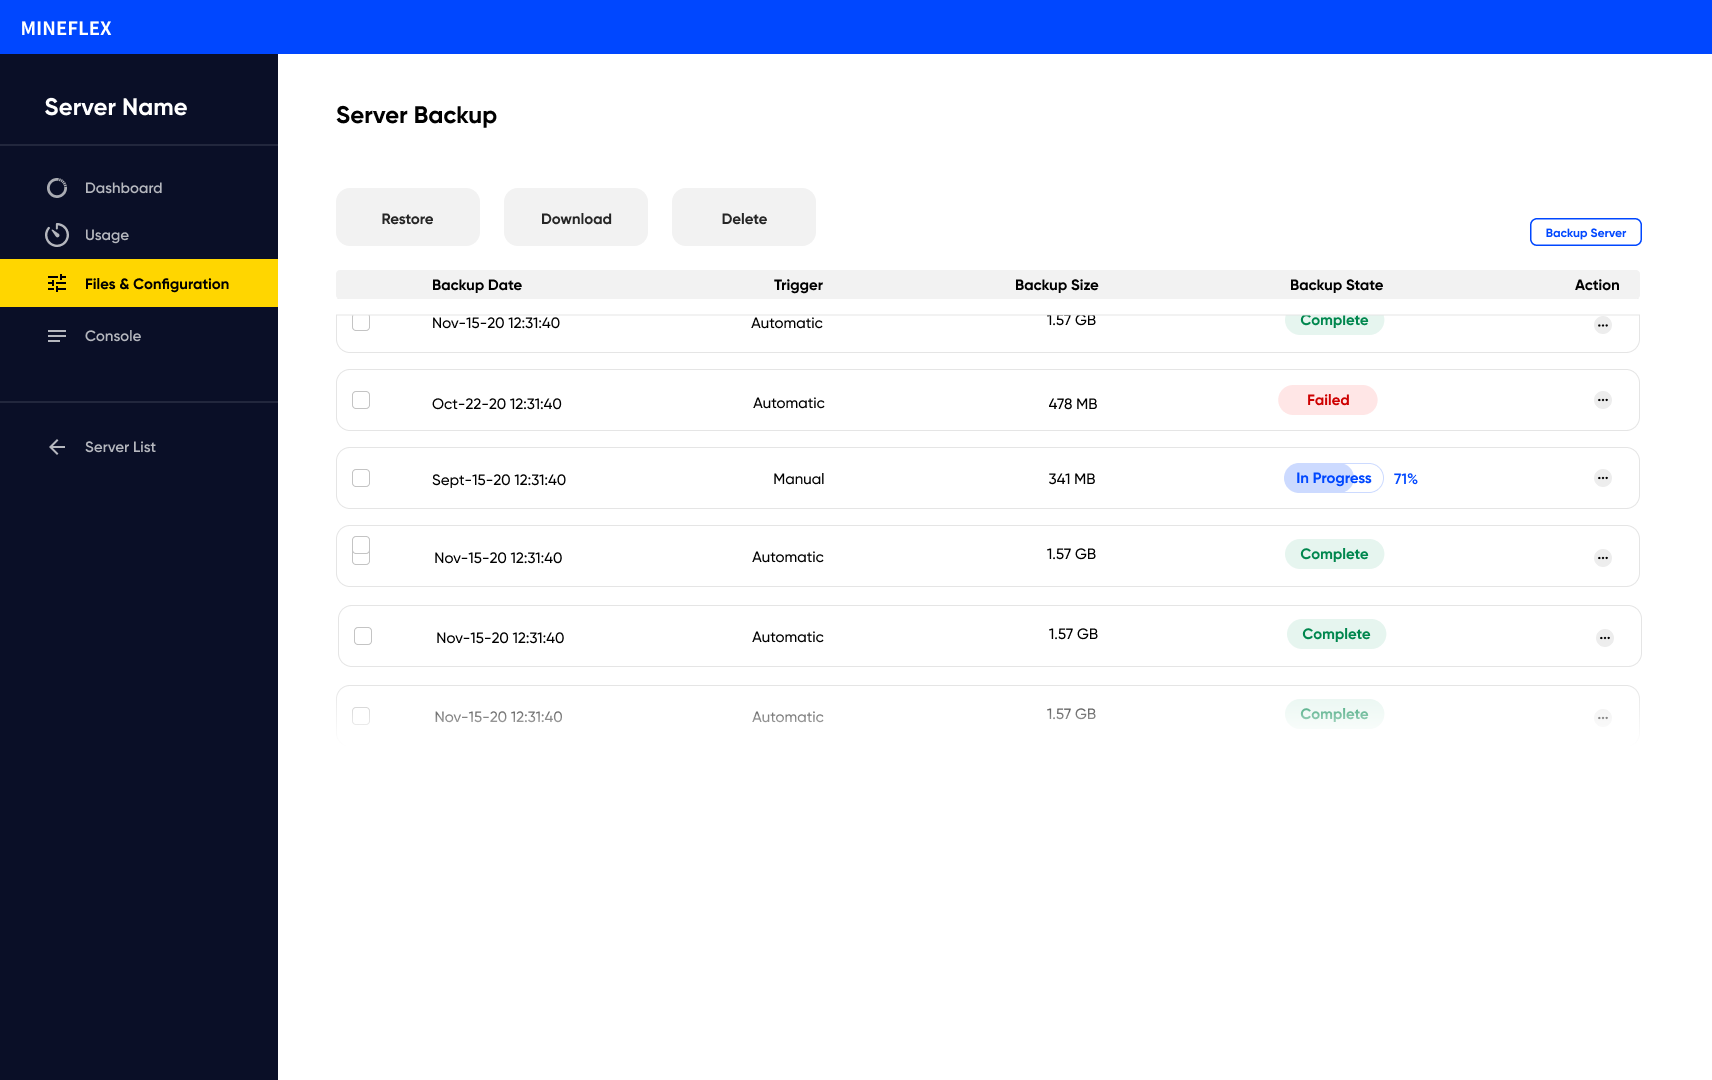 MINEFLEX
Server Name
Dashboard
Usage
Files & Configuration
Console
Server List
Server Backup
Restore Download Delete
Backup Server
Backup Date Trigger Backup Size Backup State Action
Nov-15-20 12:31:40 Automatic 1.57 GB Complete
Oct-22-20 12:31:40 Automatic 478 MB Failed
Sept-15-20 12:31:40 Manual 341 MB In Progress 71%
Nov-15-20 12:31:40 Automatic 1.57 GB Complete
Nov-15-20 12:31:40 Automatic 1.57 GB Complete
Nov-15-20 12:31:40 Automatic 1.57 GB Complete